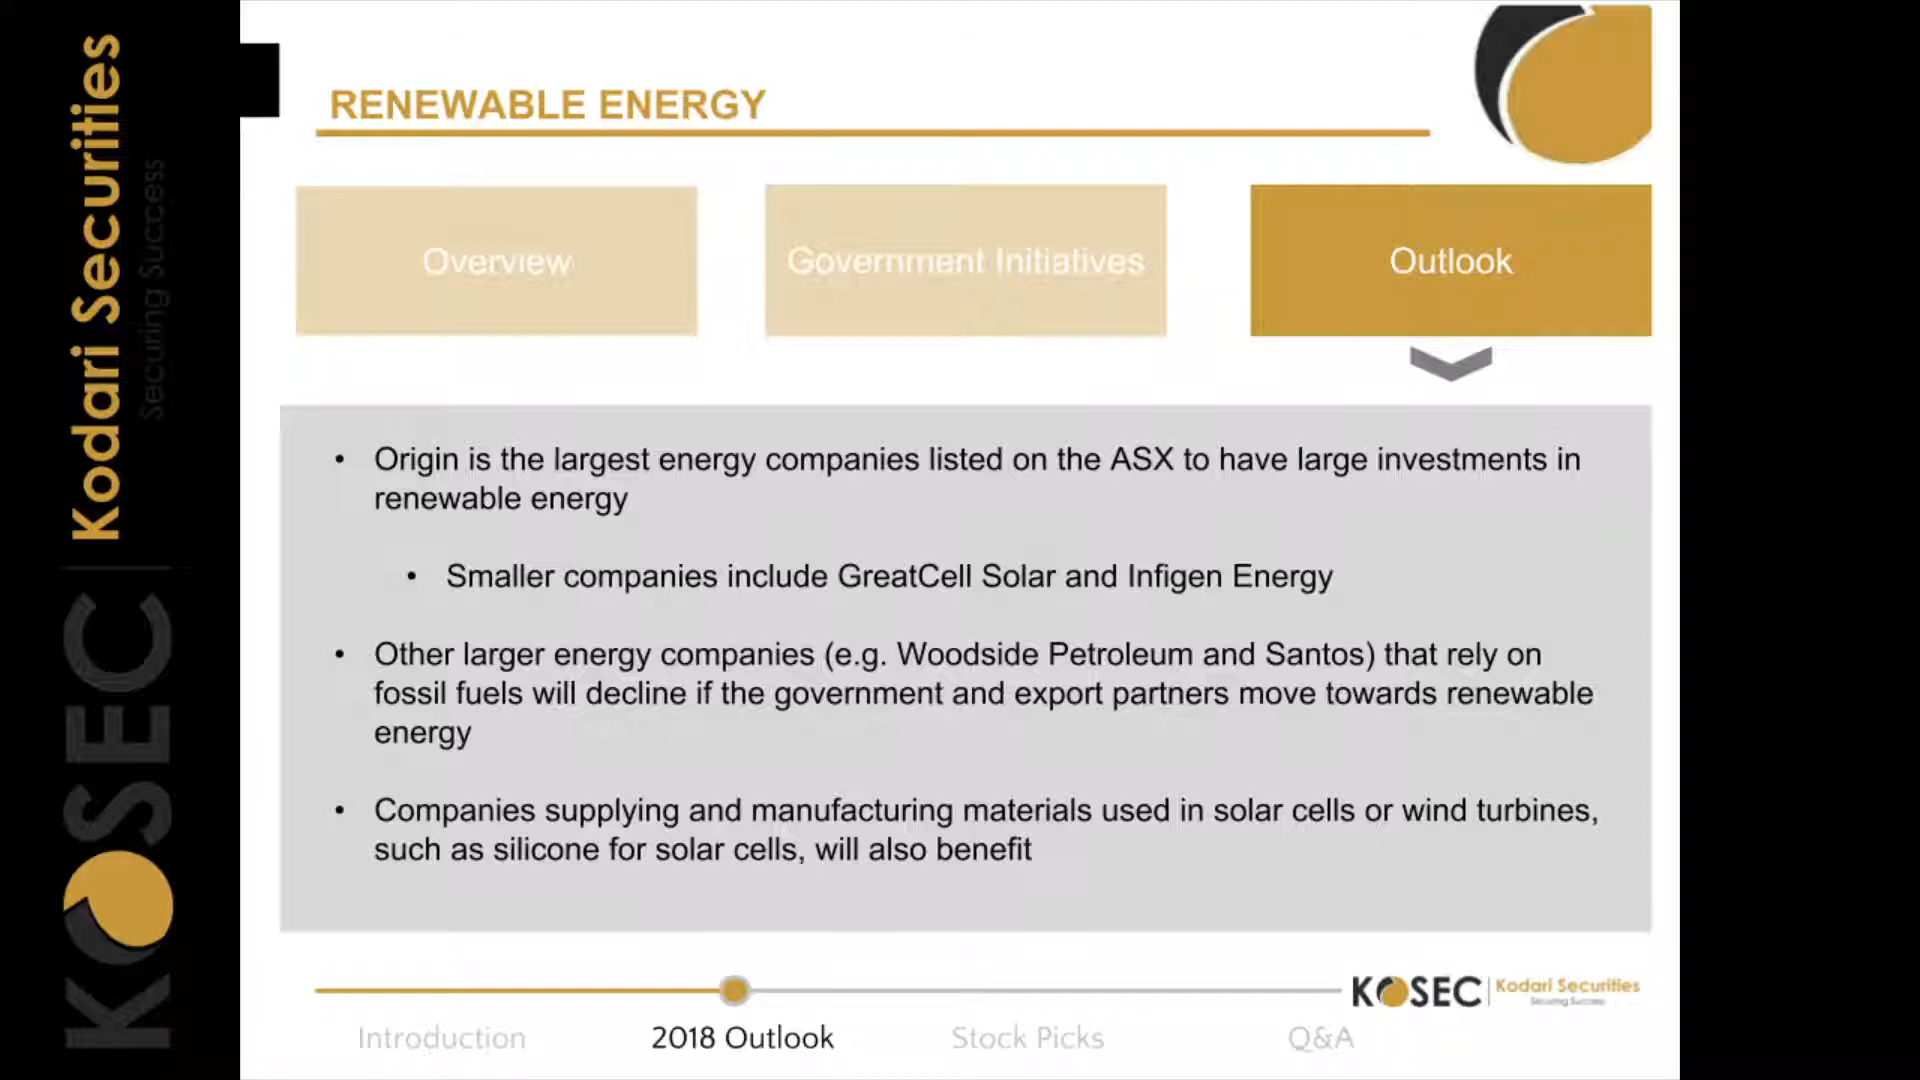 KOSEC | Kodari Securities
Securing Success
RENEWABLE ENERGY
Overview
Government Initiatives
Outlook
• Origin is the largest energy companies listed on the ASX to have large investments in
renewable energy
• Smaller companies include GreatCell Solar and Infigen Energy
• Other larger energy companies (e.g. Woodside Petroleum and Santos) that rely on
fossil fuels will decline if the government and export partners move towards renewable
energy
• Companies supplying and manufacturing materials used in solar cells or wind turbines,
such as silicone for solar cells, will also benefit
KOSEC | Kodari Securities
Securing Success
Introduction
2018 Outlook
Stock Picks
Q&A